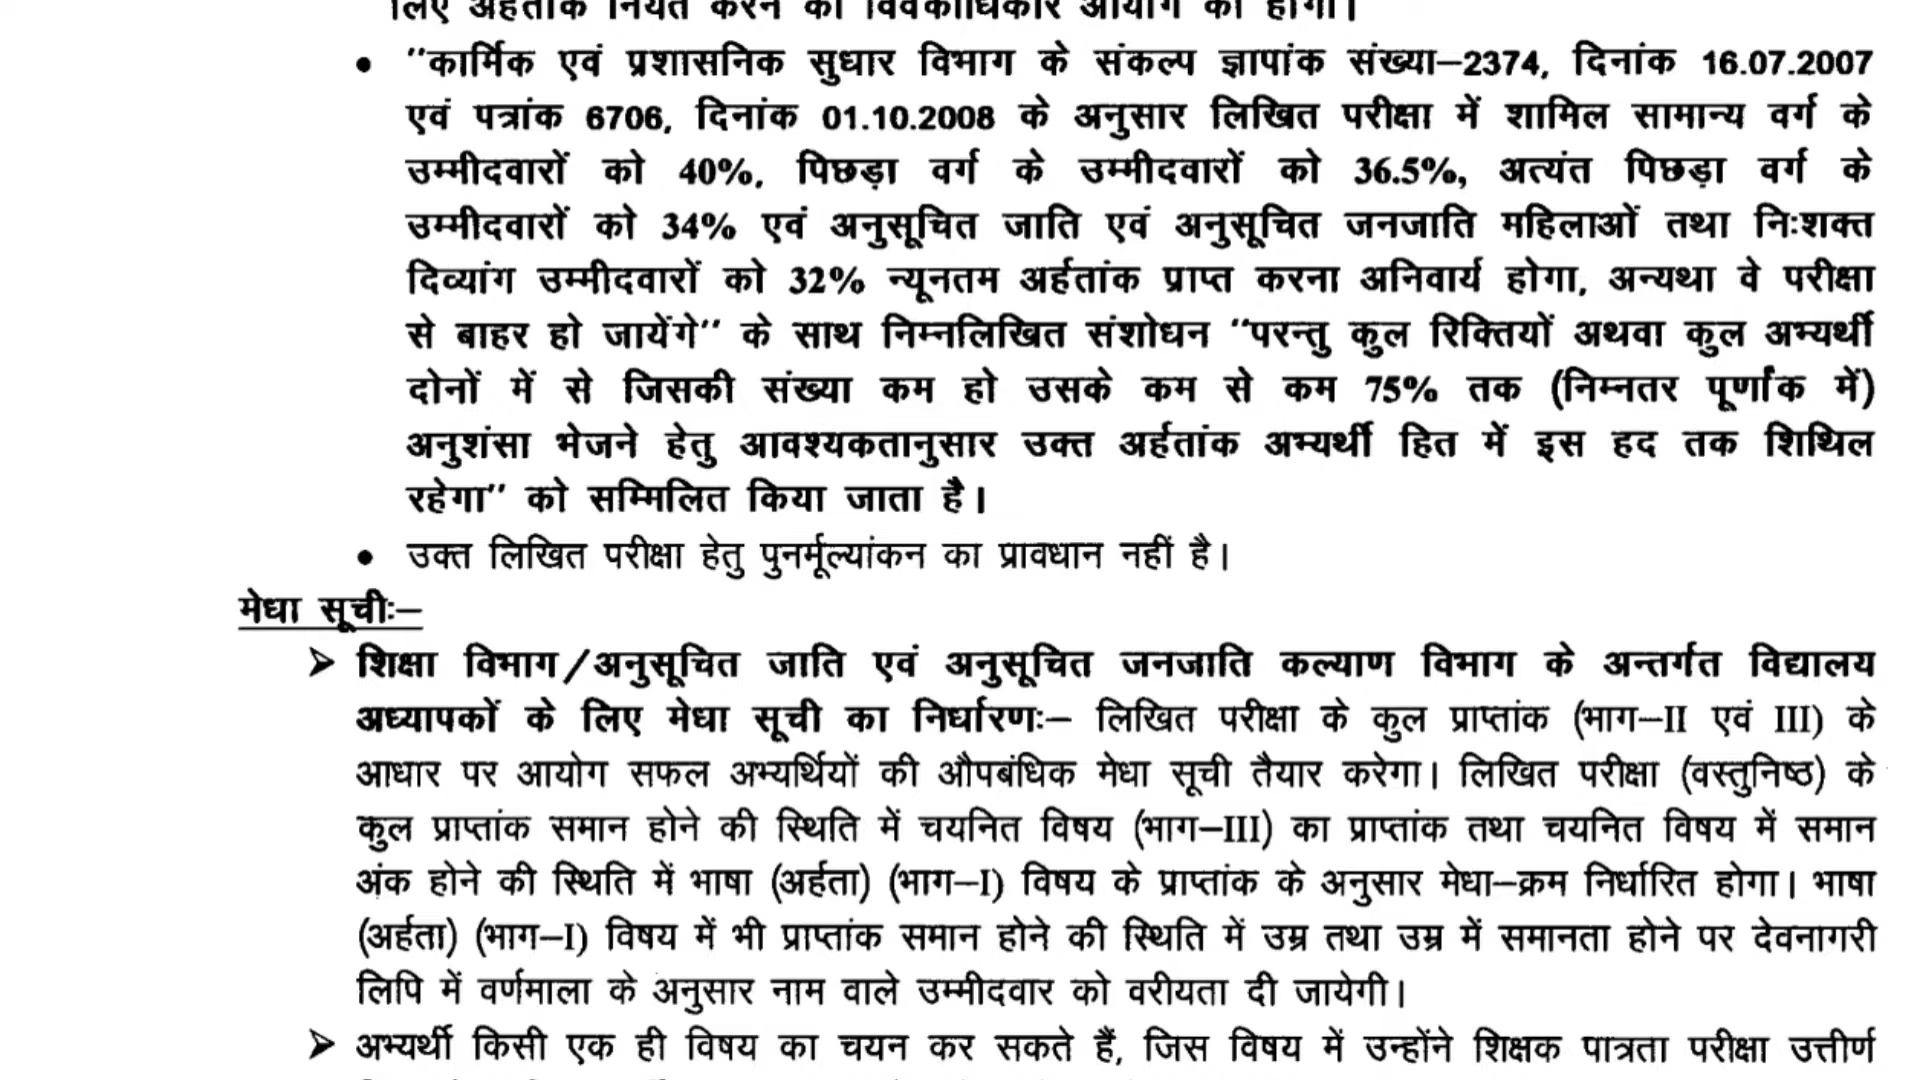 लिए अर्हतांक नियत करने का विवेकाधिकार आयोग को होगा।
• "कार्मिक एवं प्रशासनिक सुधार विभाग के संकल्प ज्ञापांक संख्या–2374, दिनांक 16.07.2007
एवं पत्रांक 6706, दिनांक 01.10.2008 के अनुसार लिखित परीक्षा में शामिल सामान्य वर्ग के
उम्मीदवारों को 40%, पिछड़ा वर्ग के उम्मीदवारों को 36.5%, अत्यंत पिछड़ा वर्ग के
उम्मीदवारों को 34% एवं अनुसूचित जाति एवं अनुसूचित जनजाति महिलाओं तथा निःशक्त
दिव्यांग उम्मीदवारों को 32% न्यूनतम अर्हतांक प्राप्त करना अनिवार्य होगा, अन्यथा वे परीक्षा
से बाहर हो जायेंगे" के साथ निम्नलिखित संशोधन "परन्तु कुल रिक्तियों अथवा कुल अभ्यर्थी
दोनों में से जिसकी संख्या कम हो उसके कम से कम 75% तक (निम्नतर पूर्णांक में)
अनुशंसा भेजने हेतु आवश्यकतानुसार उक्त अर्हतांक अभ्यर्थी हित में इस हद तक शिथिल
रहेगा" को सम्मिलित किया जाता है।
• उक्त लिखित परीक्षा हेतु पुनर्मूल्यांकन का प्रावधान नहीं है।
मेधा सूचीः–
➢ शिक्षा विभाग/अनुसूचित जाति एवं अनुसूचित जनजाति कल्याण विभाग के अन्तर्गत विद्यालय
अध्यापकों के लिए मेधा सूची का निर्धारणः– लिखित परीक्षा के कुल प्राप्तांक (भाग–II एवं III) के
आधार पर आयोग सफल अभ्यर्थियों की औपबंधिक मेधा सूची तैयार करेगा। लिखित परीक्षा (वस्तुनिष्ठ) के
कुल प्राप्तांक समान होने की स्थिति में चयनित विषय (भाग–III) का प्राप्तांक तथा चयनित विषय में समान
अंक होने की स्थिति में भाषा (अर्हता) (भाग–I) विषय के प्राप्तांक के अनुसार मेधा–क्रम निर्धारित होगा। भाषा
(अर्हता) (भाग–I) विषय में भी प्राप्तांक समान होने की स्थिति में उम्र तथा उम्र में समानता होने पर देवनागरी
लिपि में वर्णमाला के अनुसार नाम वाले उम्मीदवार को वरीयता दी जायेगी।
➢ अभ्यर्थी किसी एक ही विषय का चयन कर सकते हैं, जिस विषय में उन्होंने शिक्षक पात्रता परीक्षा उत्तीर्ण